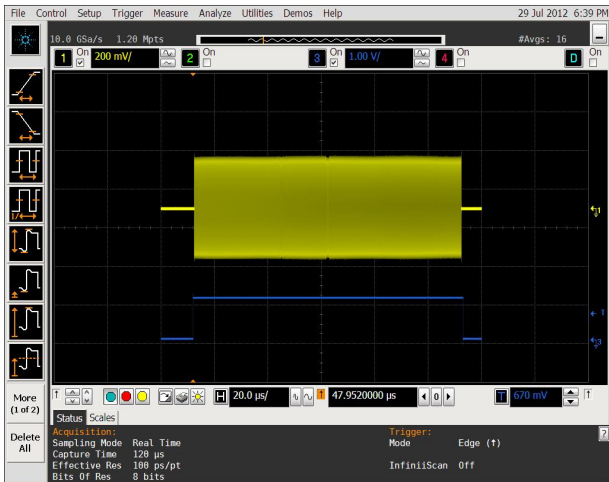 File Control Setup Trigger Measure Analyze Utilities Demos Help 29 Jul 2012 6:39 PM
10.0 GSa/s 1.20 Mpts #Avgs: 16
1 On 200 mV/ 2 On 3 On 1.00 V/ 4 On D On
1
T
3
1/
More
(1 of 2)
Delete
All
T H 20.0 µs/ 47.9520000 µs 0 T 670 mV
Status Scales
Acquisition:
Sampling Mode Real Time
Capture Time 120 µs
Effective Res 100 ps/pt
Bits Of Res 8 bits
Trigger:
Mode Edge (↑)
InfiniiScan Off
?